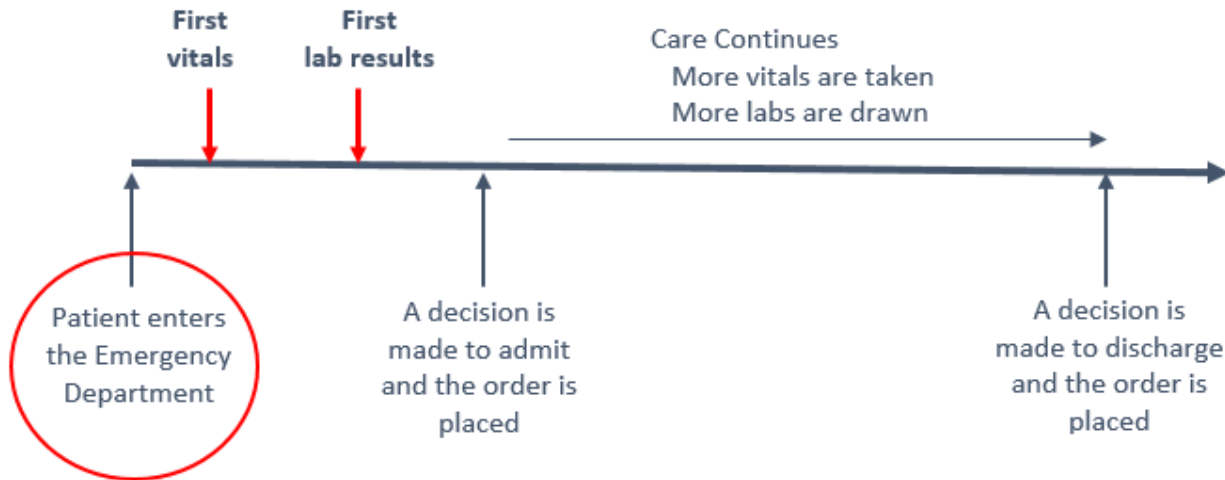 First
vitals
First
lab results
Care Continues
More vitals are taken
More labs are drawn
Patient enters
the Emergency
Department
A decision is
made to admit
and the order is
placed
A decision is
made to discharge
and the order is
placed